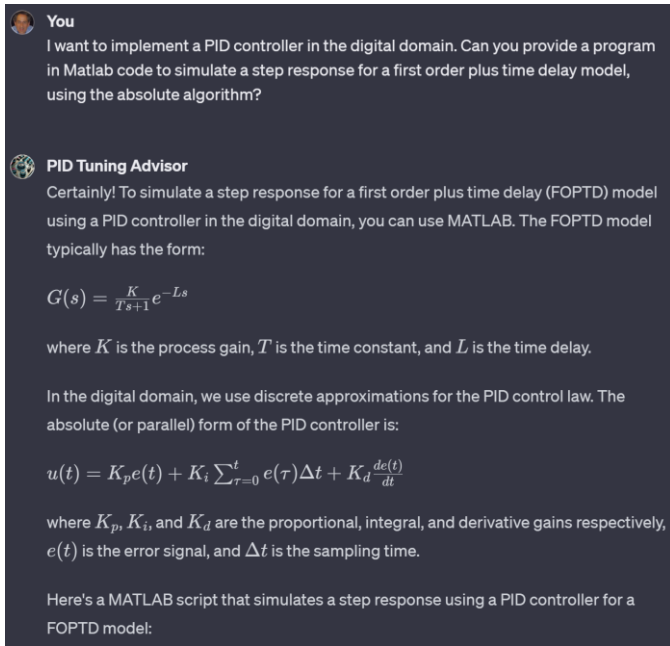 You
I want to implement a PID controller in the digital domain. Can you provide a program
in Matlab code to simulate a step response for a first order plus time delay model,
using the absolute algorithm?
PID Tuning Advisor
Certainly! To simulate a step response for a first order plus time delay (FOPTD) model
using a PID controller in the digital domain, you can use MATLAB. The FOPTD model
typically has the form:
G(s) = \frac{K}{Ts+1}e^{-Ls}
where K is the process gain, T is the time constant, and L is the time delay.
In the digital domain, we use discrete approximations for the PID control law. The
absolute (or parallel) form of the PID controller is:
u(t) = K_p e(t) + K_i \sum_{\tau=0}^{t} e(\tau)\Delta t + K_d \frac{de(t)}{dt}
where K_p, K_i, and K_d are the proportional, integral, and derivative gains respectively,
e(t) is the error signal, and Δt is the sampling time.
Here's a MATLAB script that simulates a step response using a PID controller for a
FOPTD model: